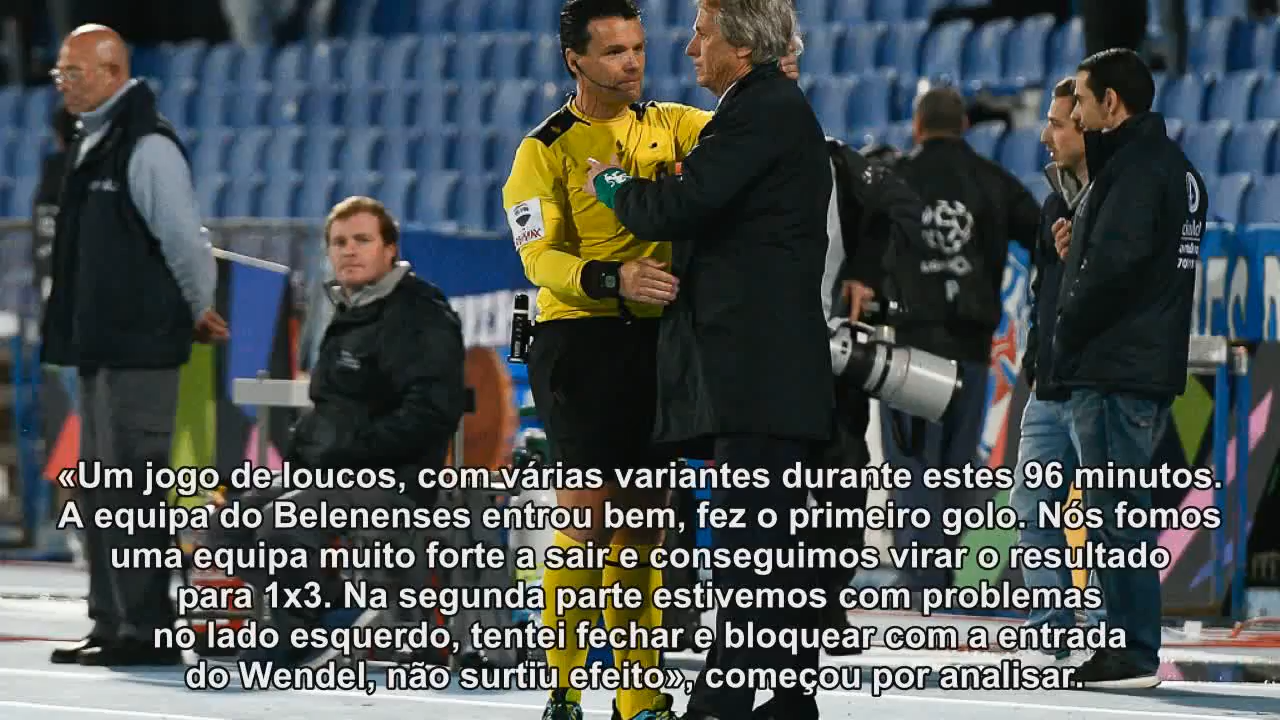 RE/MAX
«Um jogo de loucos, com várias variantes durante estes 96 minutos.
A equipa do Belenenses entrou bem, fez o primeiro golo. Nós fomos
uma equipa muito forte a sair e conseguimos virar o resultado
para 1x3. Na segunda parte estivemos com problemas
no lado esquerdo, tentei fechar e bloquear com a entrada
do Wendel, não surtiu efeito», começou por analisar.